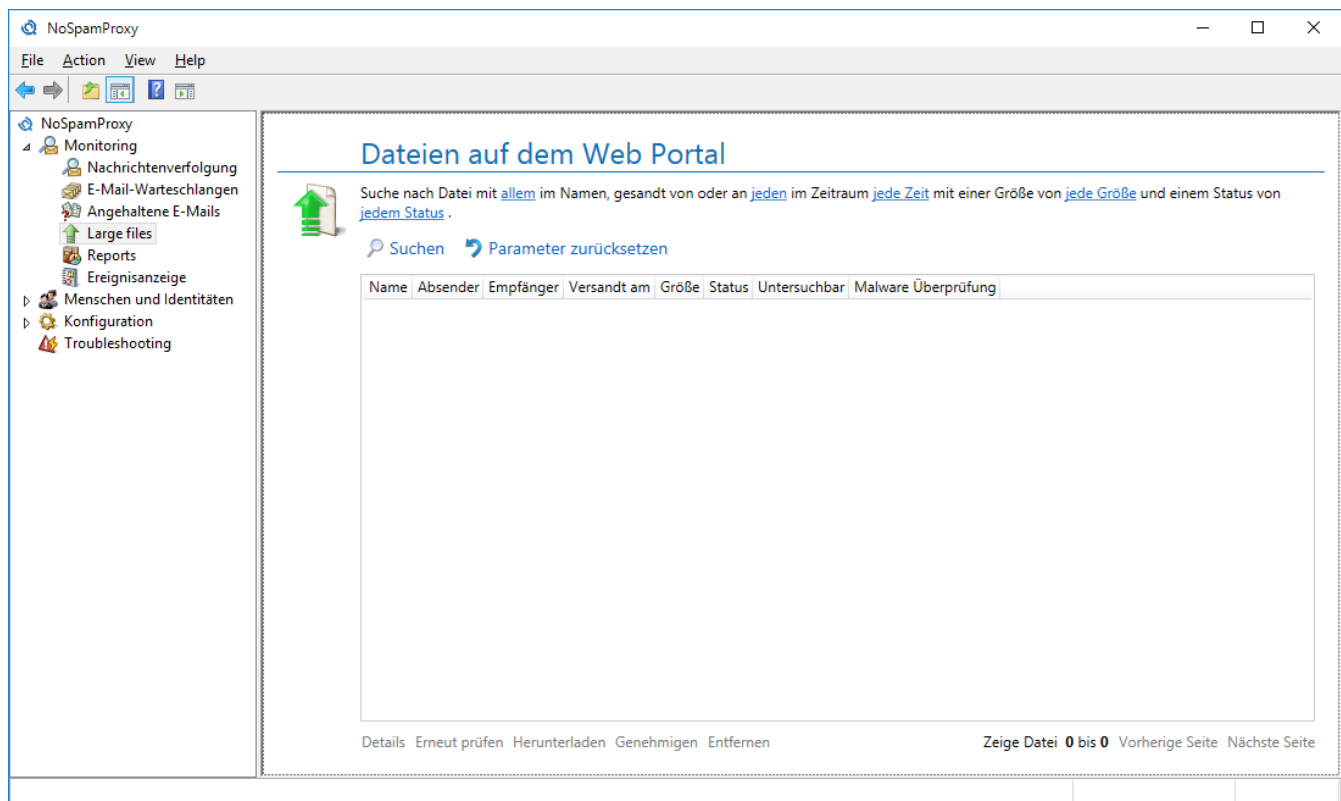 NoSpamProxy
File Action View Help
NoSpamProxy
Monitoring
Nachrichtenverfolgung
E-Mail-Warteschlangen
Angehaltene E-Mails
Large files
Reports
Ereignisanzeige
Menschen und Identitäten
Konfiguration
Troubleshooting
Dateien auf dem Web Portal
Suche nach Datei mit allem im Namen, gesandt von oder an jeden im Zeitraum jede Zeit mit einer Größe von jede Größe und einem Status von
jedem Status .
Suchen Parameter zurücksetzen
Name Absender Empfänger Versandt am Größe Status Untersuchbar Malware Überprüfung
Details Erneut prüfen Herunterladen Genehmigen Entfernen Zeige Datei 0 bis 0 Vorherige Seite Nächste Seite